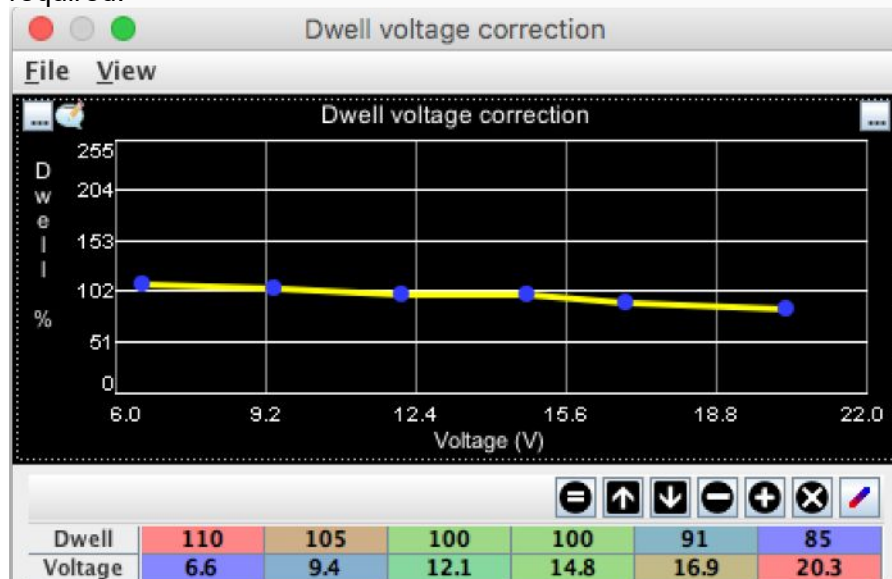 Dwell voltage correction
File View
Dwell voltage correction
Dwell %
255
204
153
102
51
0
6.0 9.2 12.4 15.6 18.8 22.0
Voltage (V)
Dwell 110 105 100 100 91 85
Voltage 6.6 9.4 12.1 14.8 16.9 20.3